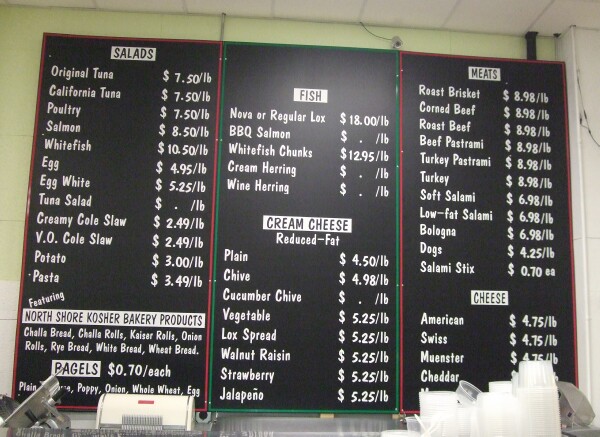 SALADS
Original Tuna $ 7.50/lb
California Tuna $ 7.50/lb
Poultry $ 7.50/lb
Salmon $ 8.50/lb
Whitefish $ 10.50/lb
Egg $ 4.95/lb
Egg White $ 5.25/lb
Tuna Salad $ . /lb
Creamy Cole Slaw $ 2.49/lb
V.O. Cole Slaw $ 2.49/lb
Potato $ 3.00/lb
Pasta $ 3.49/lb
Featuring
NORTH SHORE KOSHER BAKERY PRODUCTS
Challa Bread, Challa Rolls, Kaiser Rolls, Onion
Rolls, Rye Bread, White Bread, Wheat Bread.
BAGELS $0.70/each
Plain, Poppy, Onion, Whole Wheat, Egg
FISH
Nova or Regular Lox $ 18.00/lb
BBQ Salmon $ . /lb
Whitefish Chunks $ 12.95/lb
Cream Herring $ . /lb
Wine Herring $ . /lb
CREAM CHEESE
Reduced-Fat
Plain $ 4.50/lb
Chive $ 4.98/lb
Cucumber Chive $ . /lb
Vegetable $ 5.25/lb
Lox Spread $ 5.25/lb
Walnut Raisin $ 5.25/lb
Strawberry $ 5.25/lb
Jalapeño $ 5.25/lb
MEATS
Roast Brisket $ 8.98/lb
Corned Beef $ 8.98/lb
Roast Beef $ 8.98/lb
Beef Pastrami $ 8.98/lb
Turkey Pastrami $ 8.98/lb
Turkey $ 8.98/lb
Soft Salami $ 6.98/lb
Low-fat Salami $ 6.98/lb
Bologna $ 6.98/lb
Dogs $ 4.25/lb
Salami Stix $ 0.70 ea
CHEESE
American $ 4.75/lb
Swiss $ 4.75/lb
Muenster $ 4.75/lb
Cheddar $